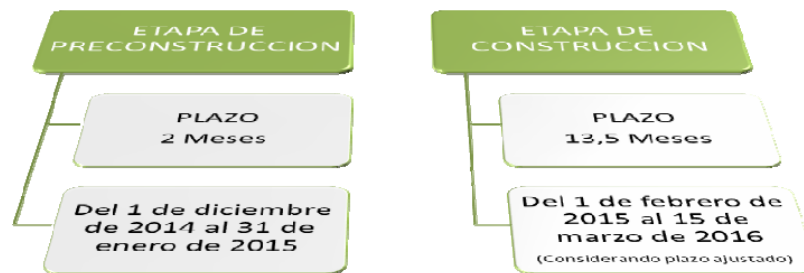 ETAPA DE
PRECONSTRUCCION
PLAZO
2 Meses
Del 1 de diciembre
de 2014 al 31 de
enero de 2015
ETAPA DE
CONSTRUCCION
PLAZO
13,5 Meses
Del 1 de febrero de
2015 al 15 de
marzo de 2016
(Considerando plazo ajustado)